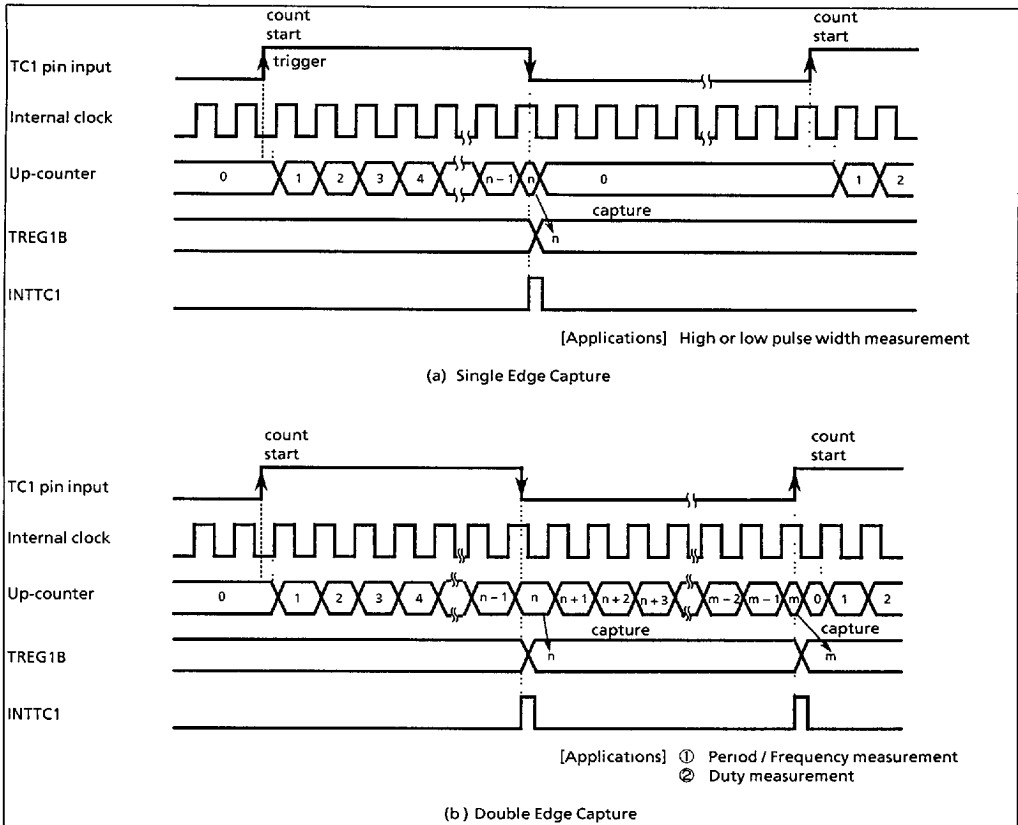 count
start
trigger
count
start
TC1 pin input
Internal clock
Up-counter
0 1 2 3 4 n – 1 n 0 1 2
capture
TREG1B
n
INTTC1
[Applications] High or low pulse width measurement
(a) Single Edge Capture
count
start
count
start
TC1 pin input
Internal clock
Up-counter
0 1 2 3 4 n – 1 n n + 1 n + 2 n + 3 m – 2 m – 1 m 0 1 2
capture
capture
TREG1B
n
m
INTTC1
[Applications] ① Period / Frequency measurement
② Duty measurement
(b) Double Edge Capture